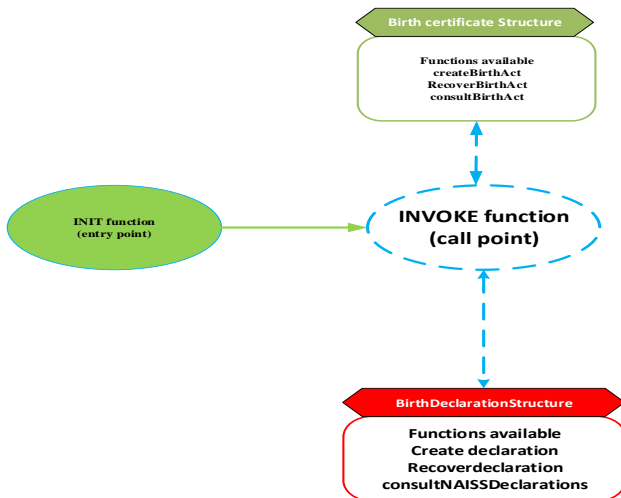 Birth certificate Structure
Functions available
createBirthAct
RecoverBirthAct
consultBirthAct
INIT function
(entry point)
INVOKE function
(call point)
BirthDeclarationStructure
Functions available
Create declaration
Recoverdeclaration
consultNAISSDeclarations